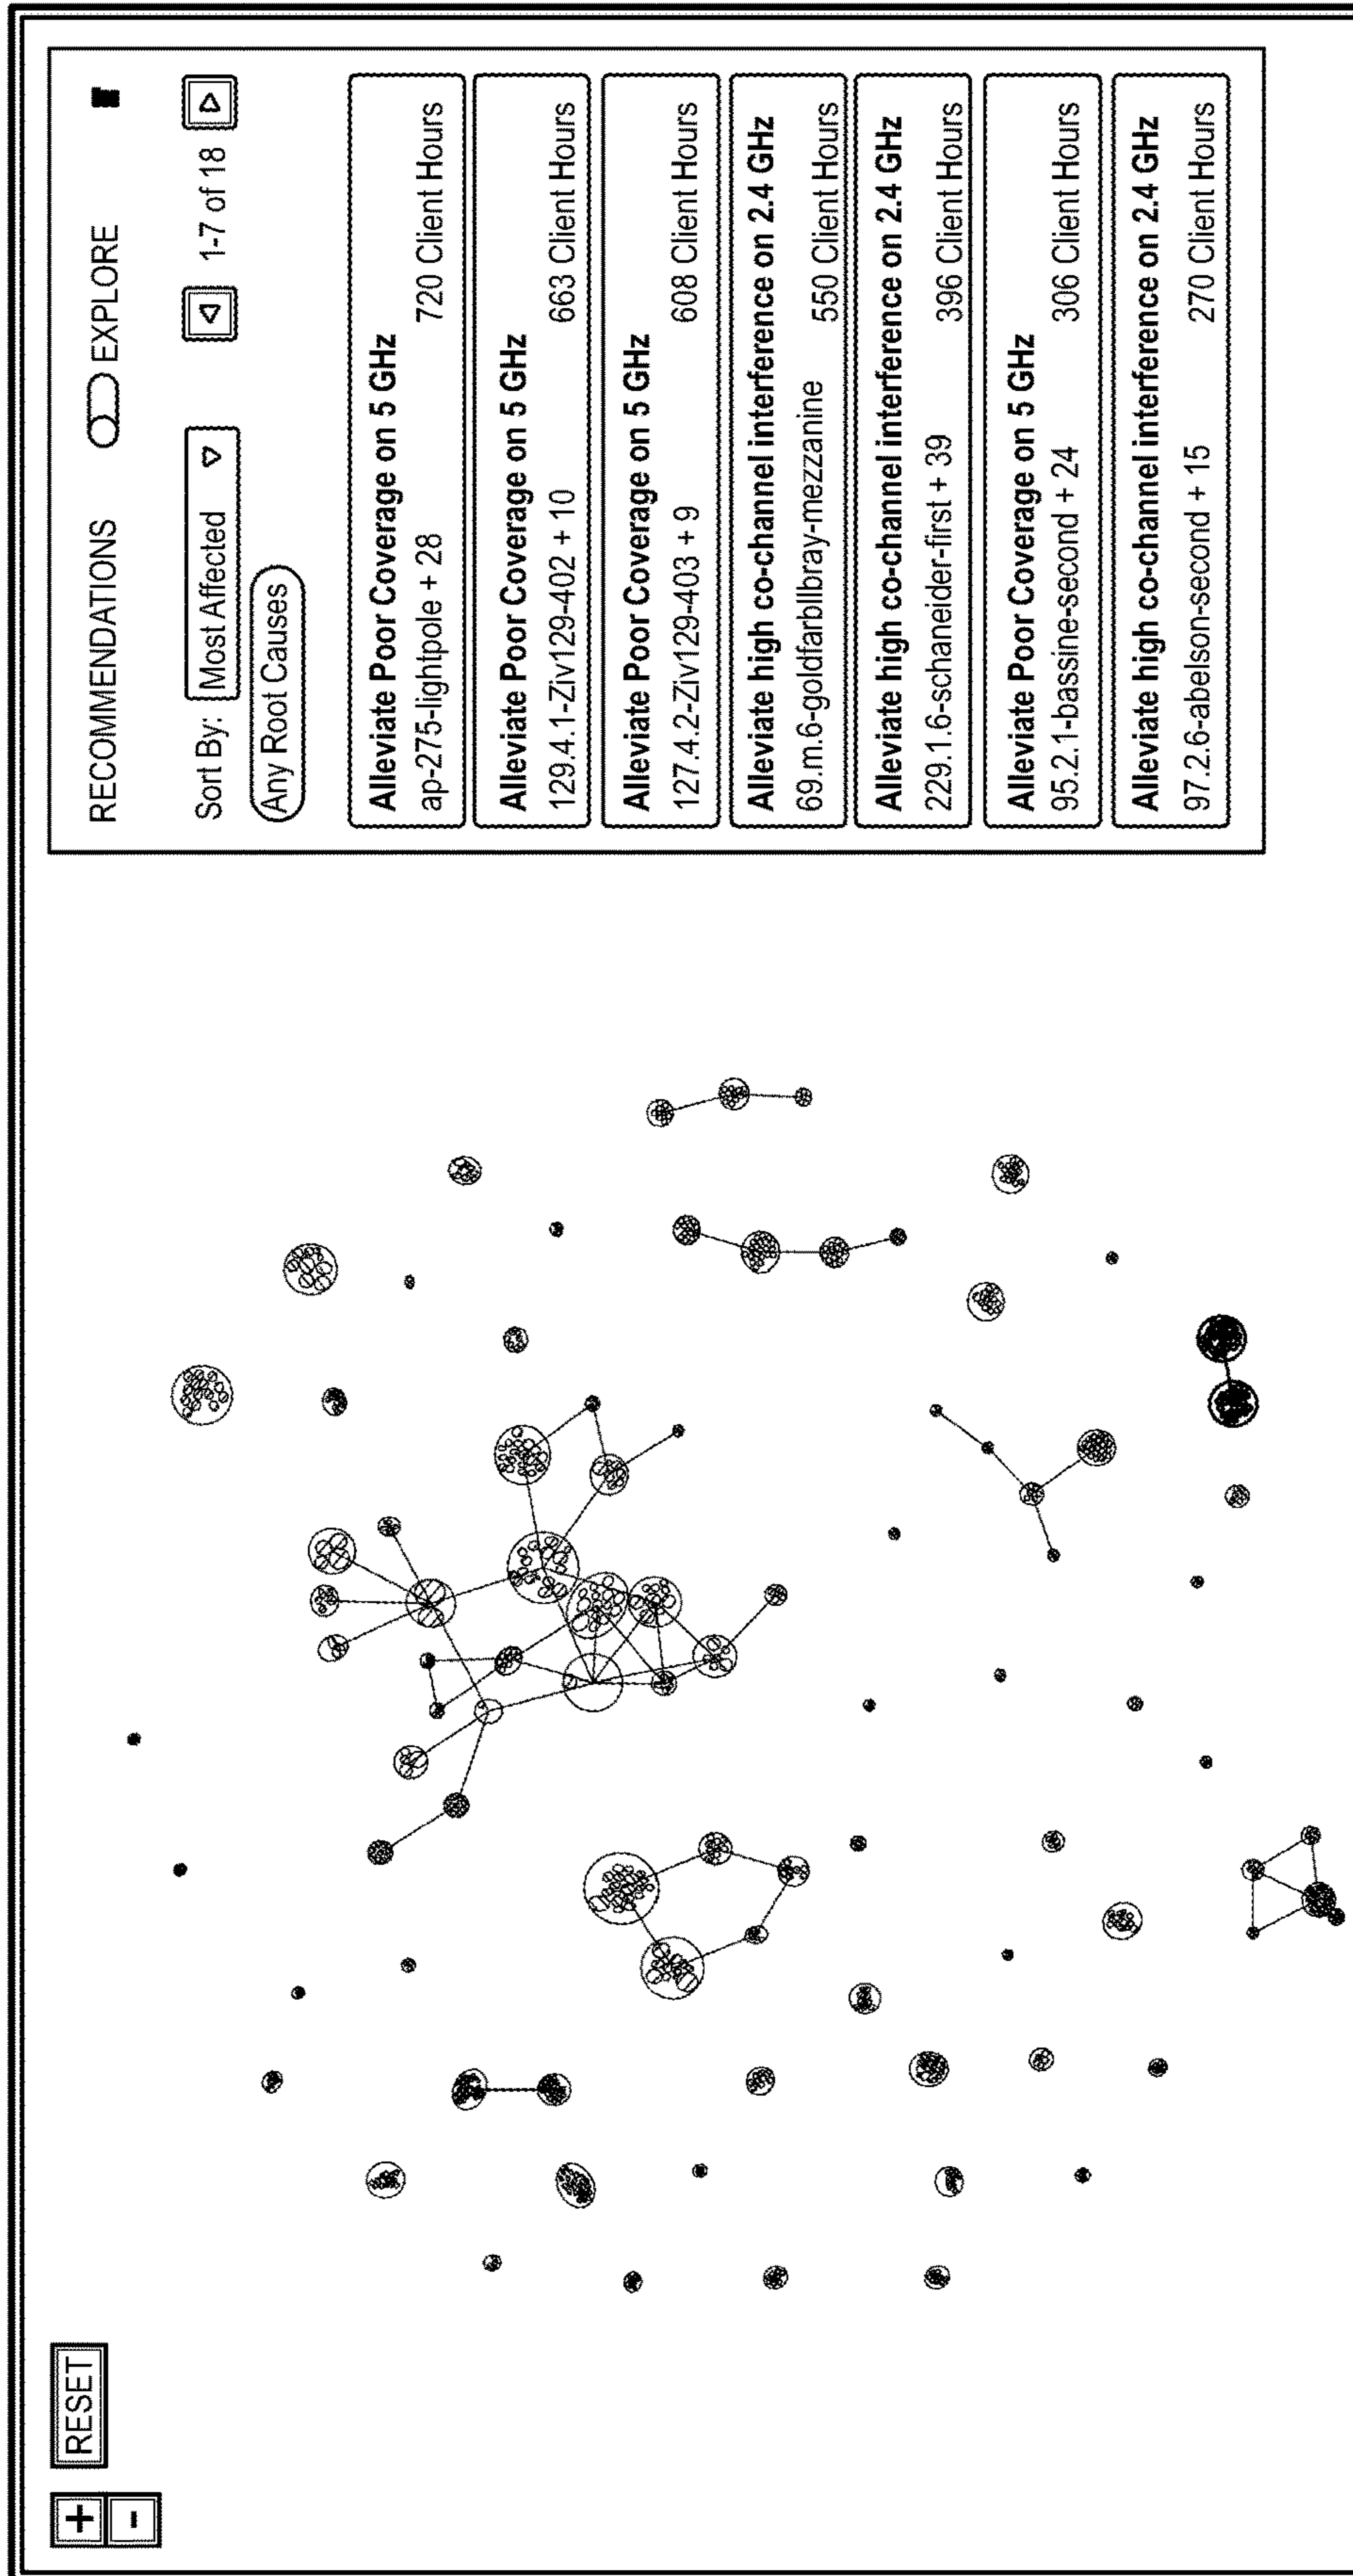 +
-
RESET
RECOMMENDATIONS EXPLORE
Sort By: Most Affected 1-7 of 18
Any Root Causes
Alleviate Poor Coverage on 5 GHz
ap-275-lightpole + 28 720 Client Hours
Alleviate Poor Coverage on 5 GHz
129.4.1-Ziv129-402 + 10 663 Client Hours
Alleviate Poor Coverage on 5 GHz
127.4.2-Ziv129-403 + 9 608 Client Hours
Alleviate high co-channel interference on 2.4 GHz
69.m.6-goldfarbllbray-mezzanine 550 Client Hours
Alleviate high co-channel interference on 2.4 GHz
229.1.6-schaneider-first + 39 396 Client Hours
Alleviate Poor Coverage on 5 GHz
95.2.1-bassine-second + 24 306 Client Hours
Alleviate high co-channel interference on 2.4 GHz
97.2.6-abelson-second + 15 270 Client Hours